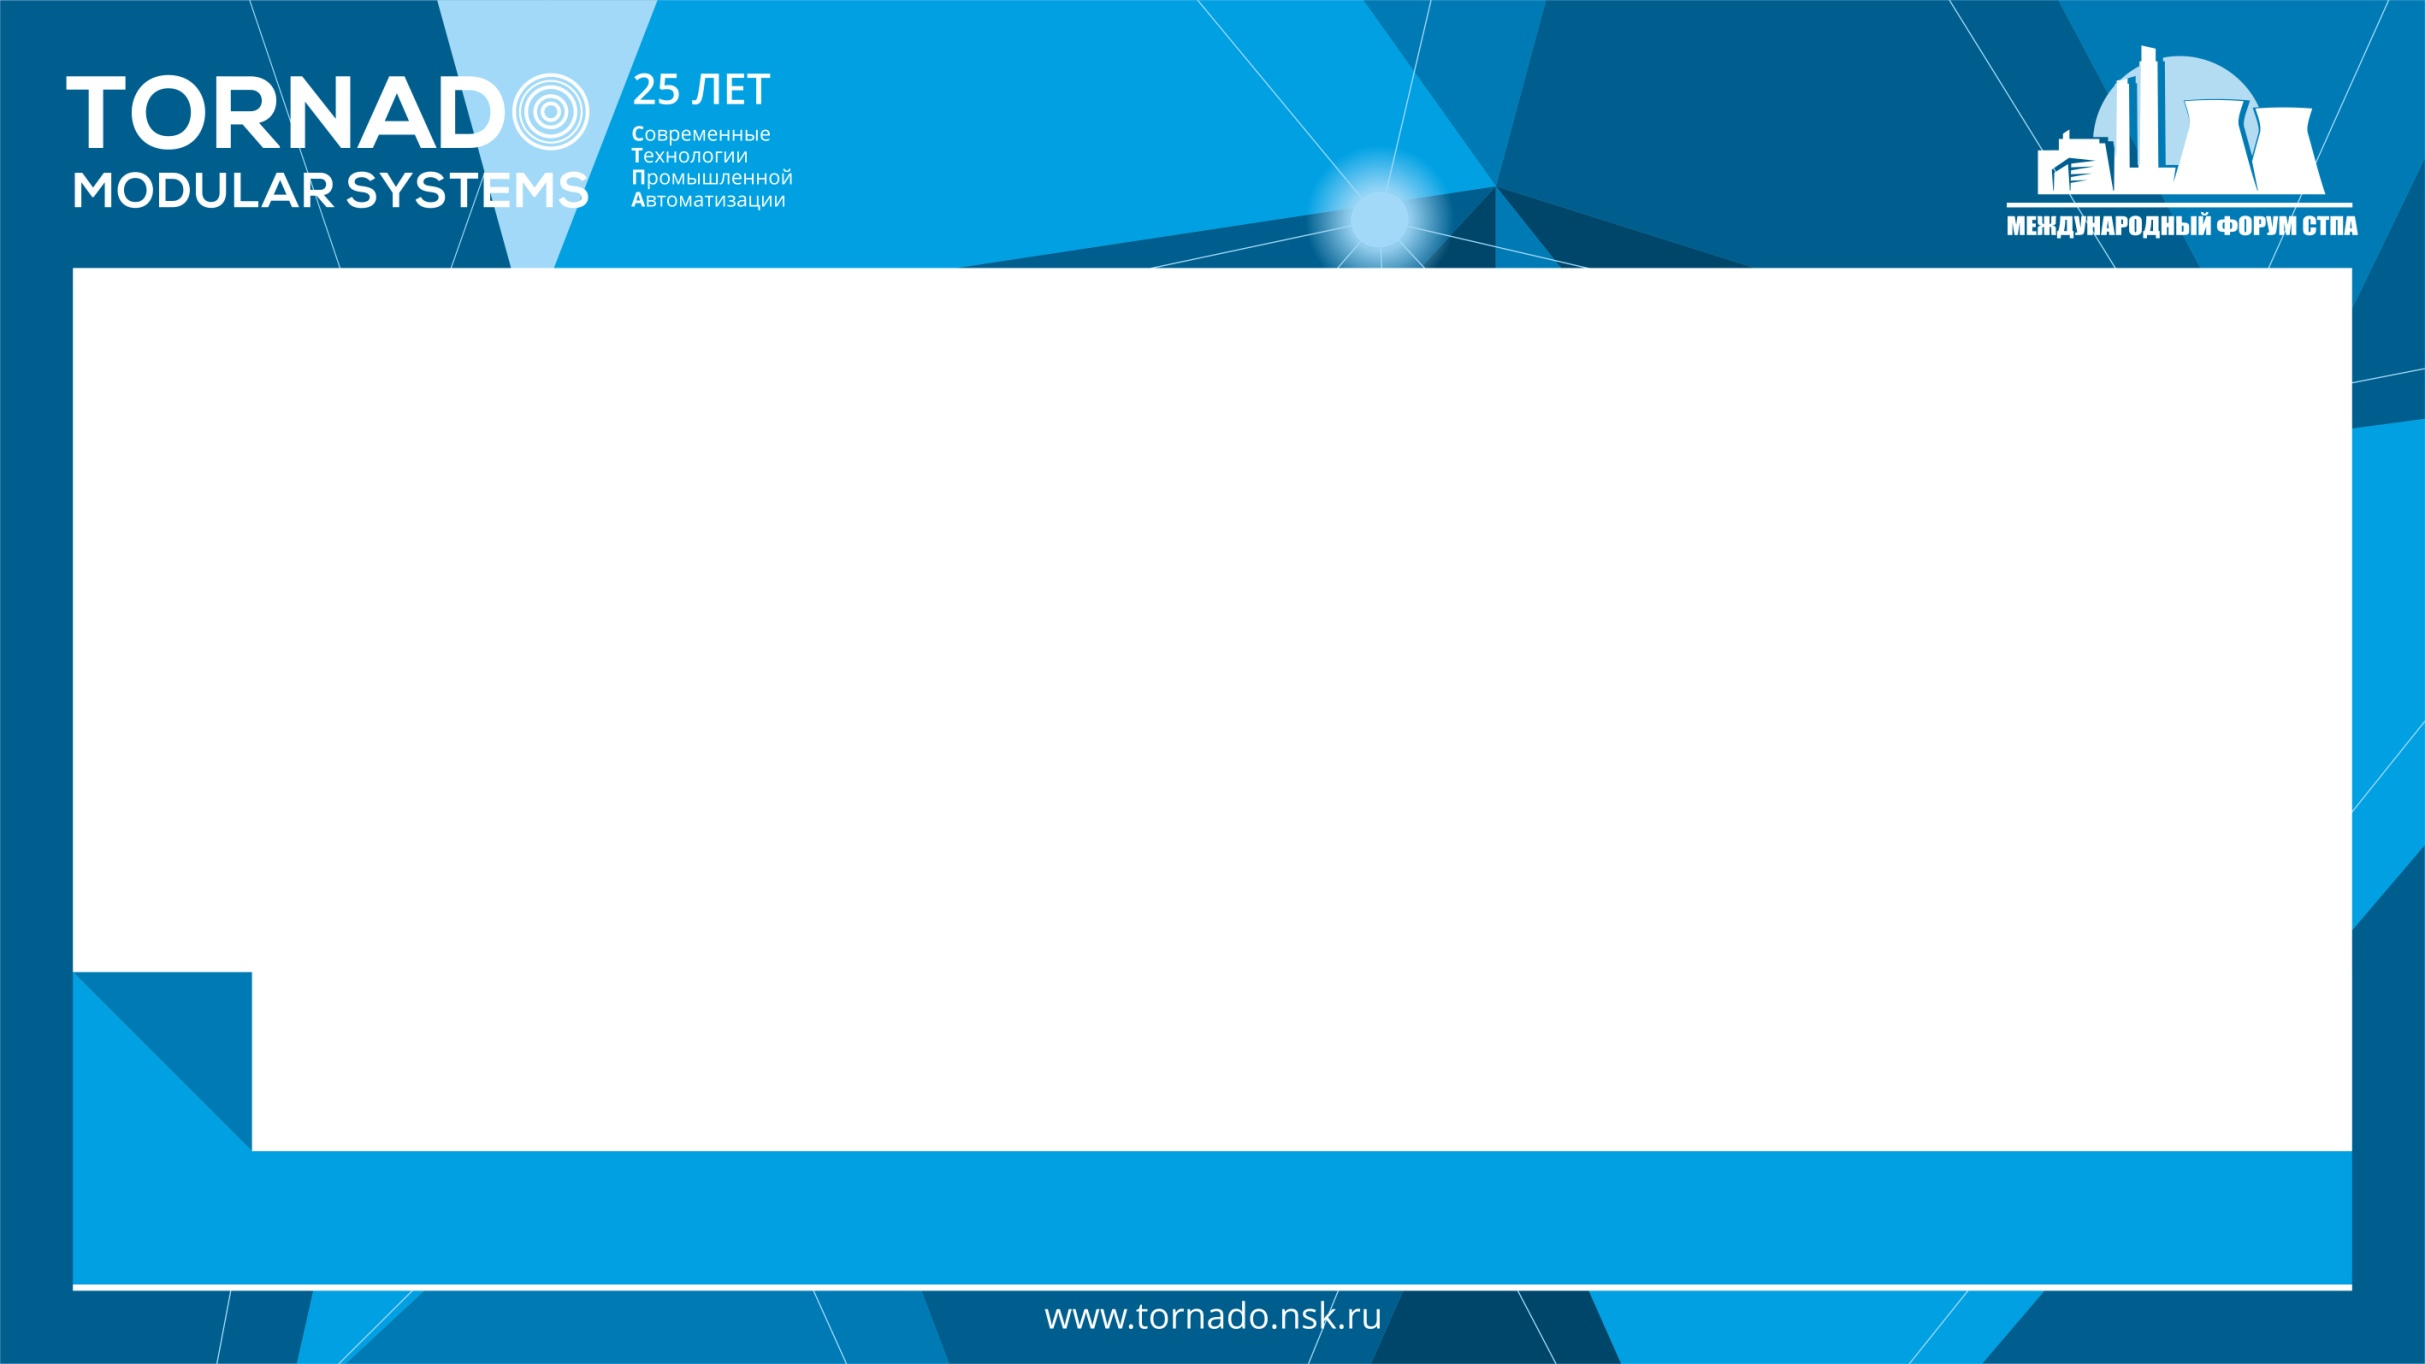 TORNADO
MODULAR SYSTEMS
25 ЛЕТ
Современные
Технологии
Промышленной
Автоматизации
МЕЖДУНАРОДНЫЙ ФОРУМ СТПА
www.tornado.nsk.ru